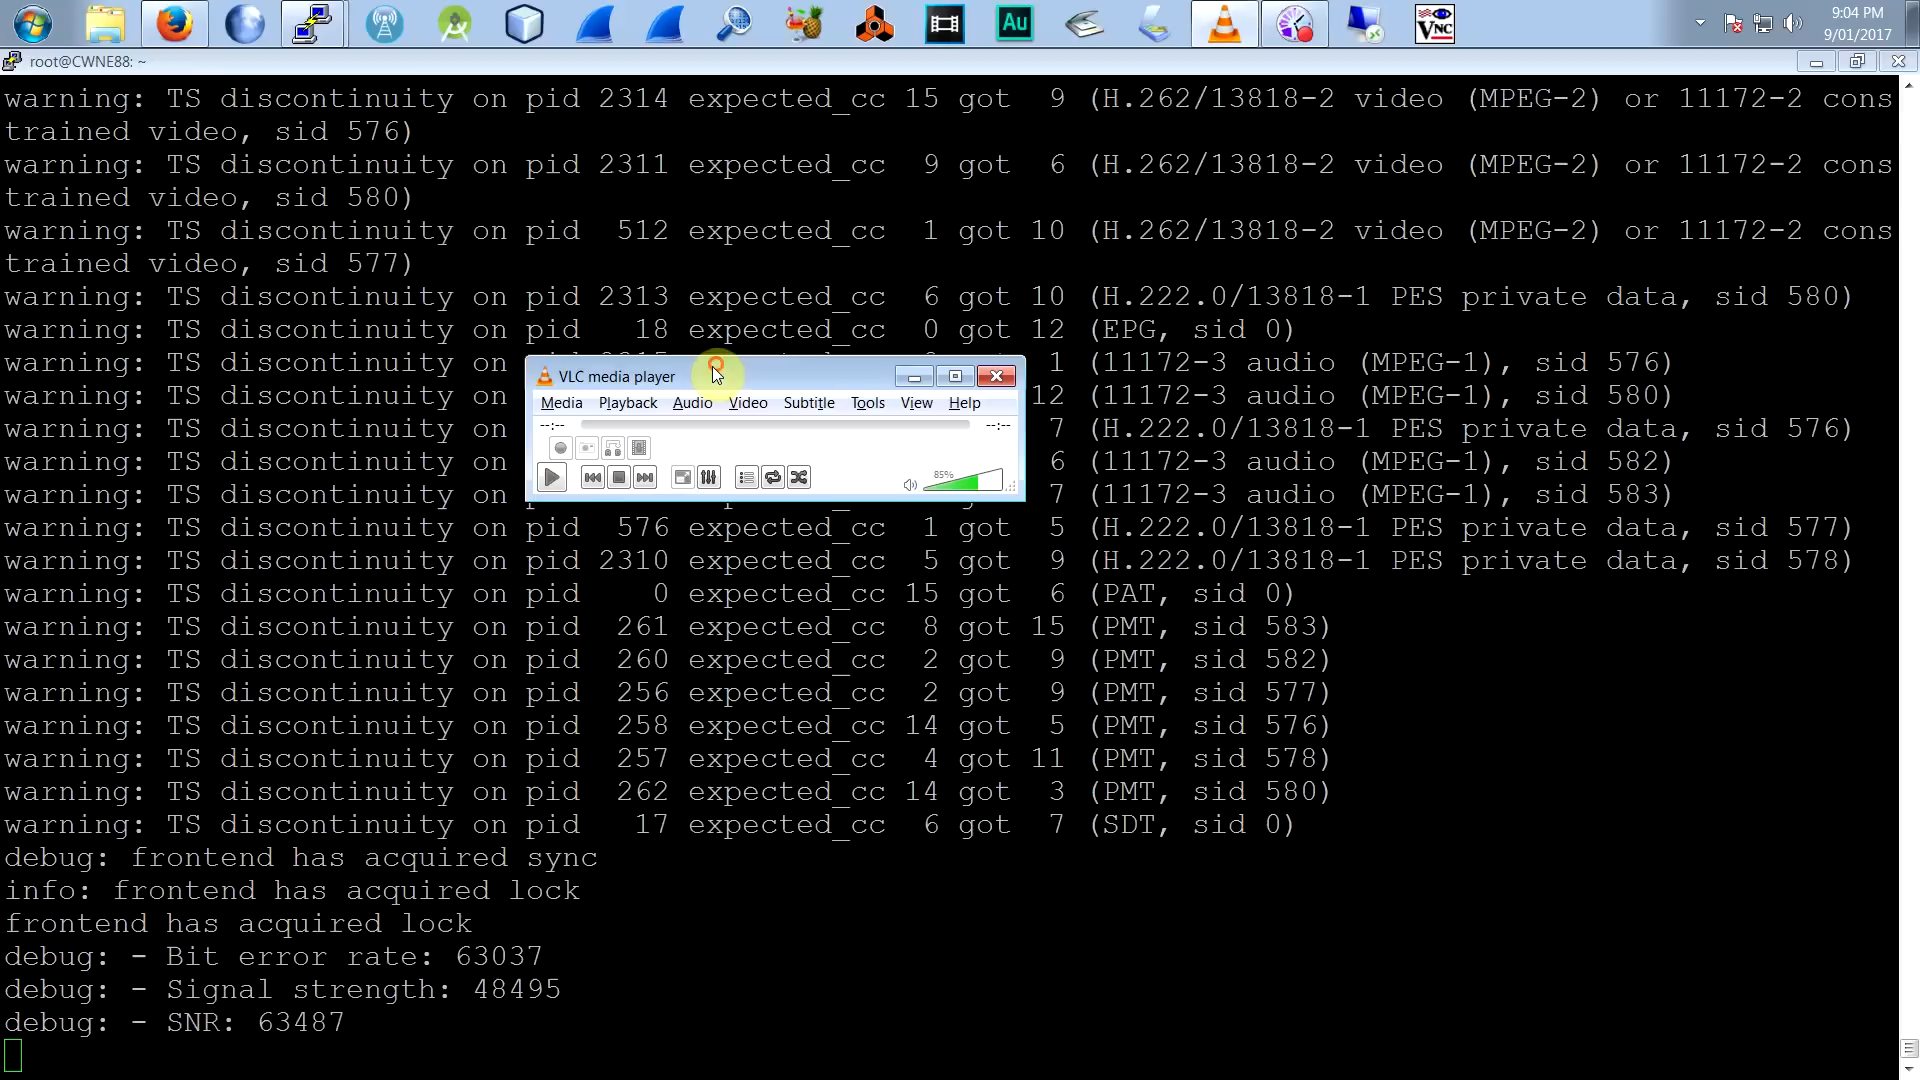 9:04 PM
9/01/2017
Au
VNC
root@CWNE88: ~
warning: TS discontinuity on pid 2314 expected_cc 15 got  9 (H.262/13818-2 video (MPEG-2) or 11172-2 cons
trained video, sid 576)
warning: TS discontinuity on pid 2311 expected_cc  9 got  6 (H.262/13818-2 video (MPEG-2) or 11172-2 cons
trained video, sid 580)
warning: TS discontinuity on pid  512 expected_cc  1 got 10 (H.262/13818-2 video (MPEG-2) or 11172-2 cons
trained video, sid 577)
warning: TS discontinuity on pid 2313 expected_cc  6 got 10 (H.222.0/13818-1 PES private data, sid 580)
warning: TS discontinuity on pid   18 expected_cc  0 got 12 (EPG, sid 0)
warning: TS discontinuity on 1 (11172-3 audio (MPEG-1), sid 576)
warning: TS discontinuity on 12 (11172-3 audio (MPEG-1), sid 580)
warning: TS discontinuity on 7 (H.222.0/13818-1 PES private data, sid 576)
warning: TS discontinuity on 6 (11172-3 audio (MPEG-1), sid 582)
warning: TS discontinuity on 7 (11172-3 audio (MPEG-1), sid 583)
VLC media player
Media Playback Audio Video Subtitle Tools View Help
--:-- --:--
85%
warning: TS discontinuity on pid  576 expected_cc  1 got  5 (H.222.0/13818-1 PES private data, sid 577)
warning: TS discontinuity on pid 2310 expected_cc  5 got  9 (H.222.0/13818-1 PES private data, sid 578)
warning: TS discontinuity on pid    0 expected_cc 15 got  6 (PAT, sid 0)
warning: TS discontinuity on pid  261 expected_cc  8 got 15 (PMT, sid 583)
warning: TS discontinuity on pid  260 expected_cc  2 got  9 (PMT, sid 582)
warning: TS discontinuity on pid  256 expected_cc  2 got  9 (PMT, sid 577)
warning: TS discontinuity on pid  258 expected_cc 14 got  5 (PMT, sid 576)
warning: TS discontinuity on pid  257 expected_cc  4 got 11 (PMT, sid 578)
warning: TS discontinuity on pid  262 expected_cc 14 got  3 (PMT, sid 580)
warning: TS discontinuity on pid   17 expected_cc  6 got  7 (SDT, sid 0)
debug: frontend has acquired sync
info: frontend has acquired lock
frontend has acquired lock
debug: - Bit error rate: 63037
debug: - Signal strength: 48495
debug: - SNR: 63487